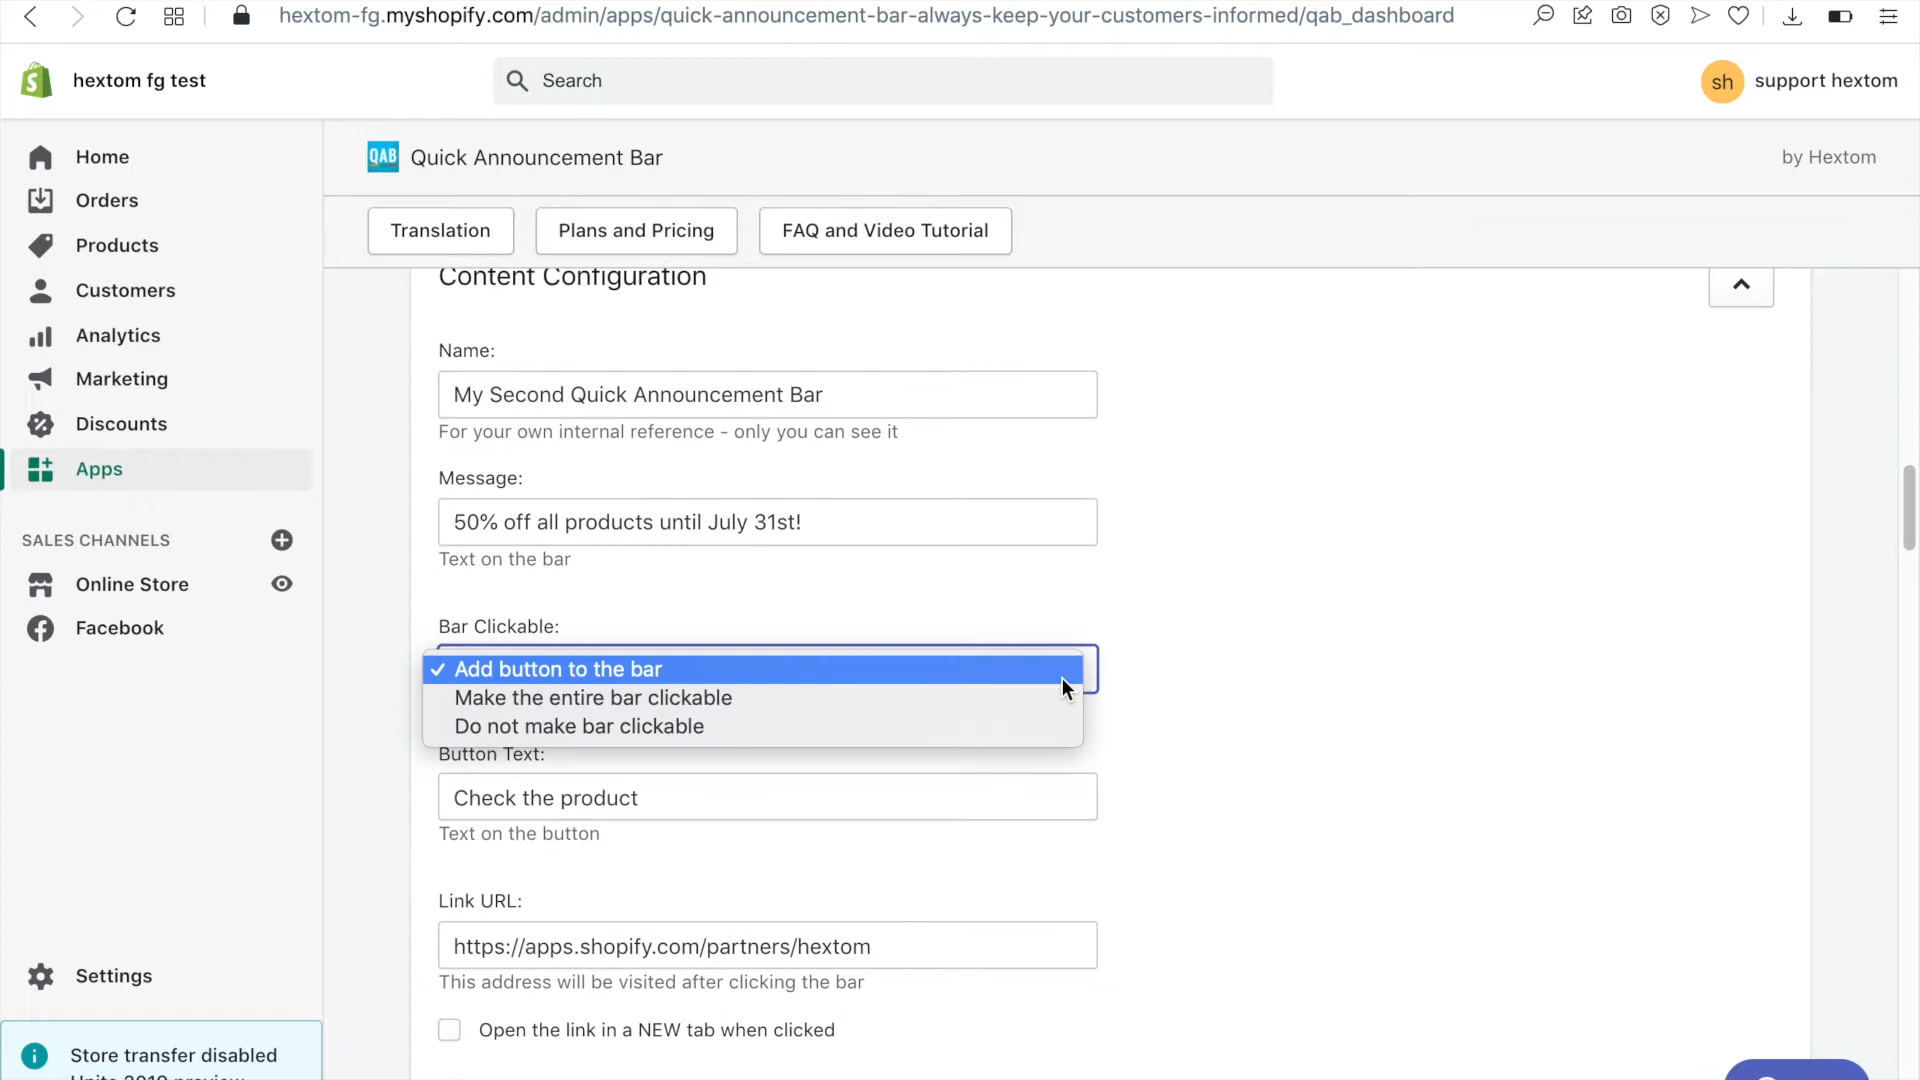 hextom-fg.myshopify.com/admin/apps/quick-announcement-bar-always-keep-your-customers-informed/qab_dashboard
hextom fg test
Search
sh
support hextom
Home
Orders
Products
Customers
Analytics
Marketing
Discounts
Apps
SALES CHANNELS
Online Store
Facebook
Settings
Store transfer disabled
Unite 2019 preview
QAB
Quick Announcement Bar
by Hextom
Translation
Plans and Pricing
FAQ and Video Tutorial
Content Configuration
Name:
My Second Quick Announcement Bar
For your own internal reference - only you can see it
Message:
50% off all products until July 31st!
Text on the bar
Bar Clickable:
✓ Add button to the bar
Make the entire bar clickable
Do not make bar clickable
Button Text:
Check the product
Text on the button
Link URL:
https://apps.shopify.com/partners/hextom
This address will be visited after clicking the bar
Open the link in a NEW tab when clicked